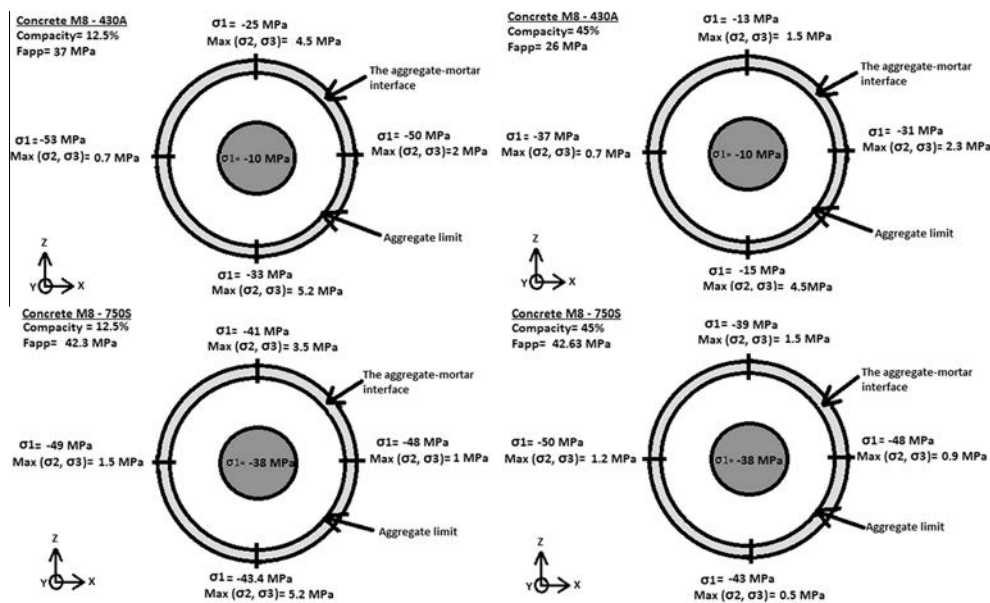 Concrete M8 - 430A
Compacity= 12.5%
Fapp= 37 MPa
σ1= -25 MPa
Max (σ2, σ3)= 4.5 MPa
The aggregate-mortar
interface
σ1= -53 MPa
Max (σ2, σ3)= 0.7 MPa
σ1= -10 MPa
σ1= -50 MPa
Max (σ2, σ3)= 2 MPa
Aggregate limit
σ1= -33 MPa
Max (σ2, σ3)= 5.2 MPa
Z
Y
X
Concrete M8 - 430A
Compacity= 45%
Fapp= 26 MPa
σ1= -13 MPa
Max (σ2, σ3)= 1.5 MPa
The aggregate-mortar
interface
σ1= -37 MPa
Max (σ2, σ3)= 0.7 MPa
σ1= -10 MPa
σ1= -31 MPa
Max (σ2, σ3)= 2.3 MPa
Aggregate limit
σ1= -15 MPa
Max (σ2, σ3)= 4.5MPa
Z
Y
X
Concrete M8 - 750S
Compacity = 12.5%
Fapp= 42.3 MPa
σ1= -41 MPa
Max (σ2, σ3)= 3.5 MPa
The aggregate-mortar
interface
σ1= -49 MPa
Max (σ2, σ3)= 1.5 MPa
σ1= -38 MPa
σ1= -48 MPa
Max (σ2, σ3)= 1 MPa
Aggregate limit
σ1= -43.4 MPa
Max (σ2, σ3)= 5.2 MPa
Z
Y
X
Concrete M8 - 750S
Compacity= 45%
Fapp= 42.63 MPa
σ1= -39 MPa
Max (σ2, σ3)= 1.5 MPa
The aggregate-mortar
interface
σ1= -50 MPa
Max (σ2, σ3)= 1.2 MPa
σ1= -38 MPa
σ1= -48 MPa
Max (σ2, σ3)= 0.9 MPa
Aggregate limit
σ1= -43 MPa
Max (σ2, σ3)= 0.5 MPa
Z
Y
X